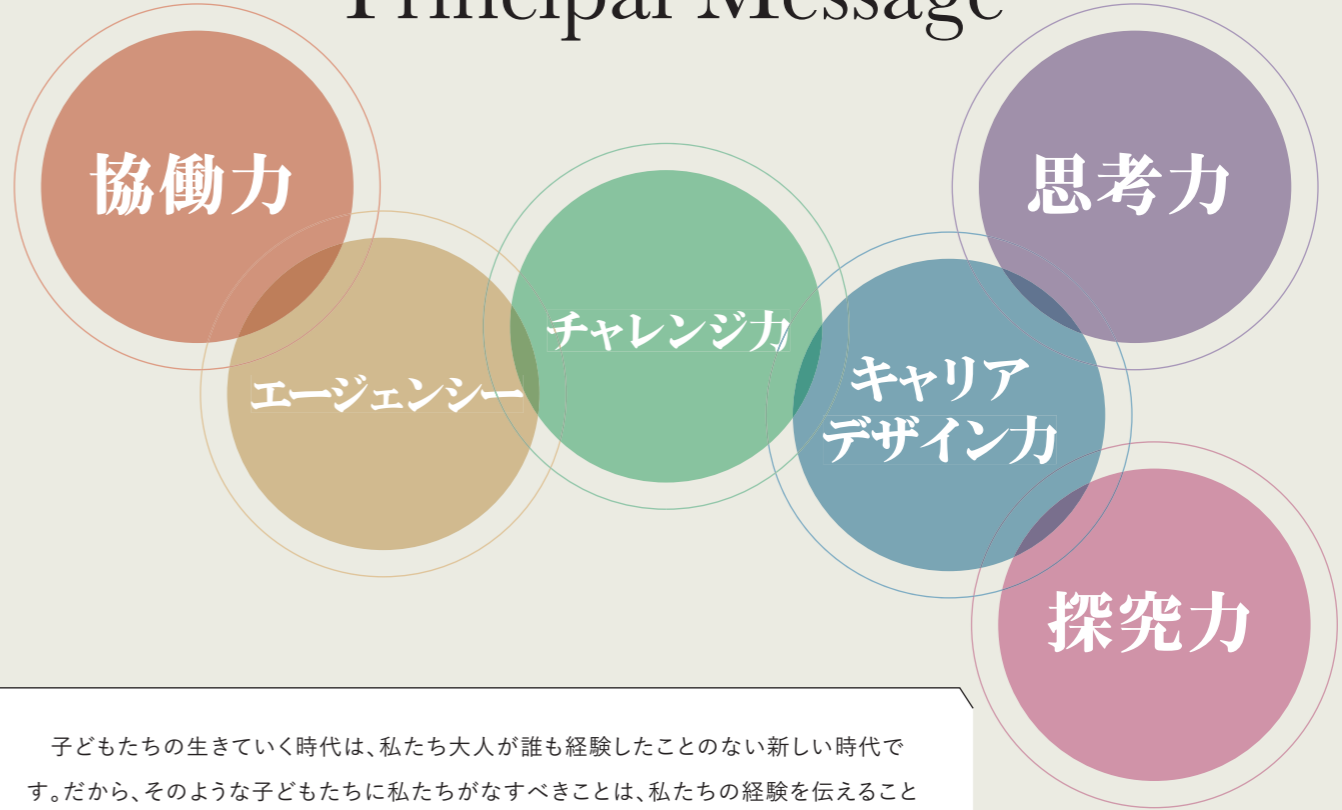 Principal Message
協働力
思考力
エージェンシー
チャレンジ力
キャリア
デザイン力
探究力
子どもたちの生きていく時代は、私たち大人が誰も経験したことのない新しい時代で
す。だから、そのような子どもたちに私たちがなすべきことは、私たちの経験を伝えること